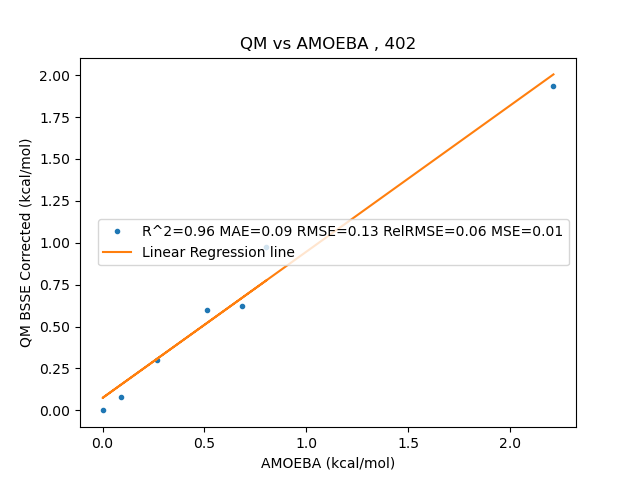 QM vs AMOEBA , 402
QM BSSE Corrected (kcal/mol)
2.00
1.75
1.50
1.25
1.00
0.75
0.50
0.25
0.00
R^2=0.96 MAE=0.09 RMSE=0.13 RelRMSE=0.06 MSE=0.01
Linear Regression line
0.0 0.5 1.0 1.5 2.0
AMOEBA (kcal/mol)